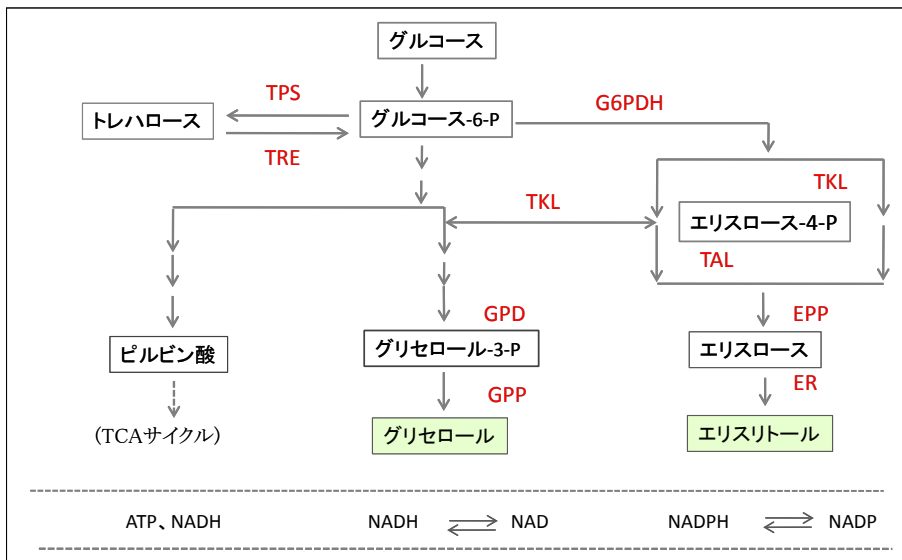 グルコース
TPS
G6PDH
トレハロース
グルコース-6-P
TRE
TKL
TKL
エリスロース-4-P
TAL
GPD
EPP
ピルビン酸
グリセロール-3-P
エリスロース
GPP
ER
(TCAサイクル)
グリセロール
エリスリトール
ATP、NADH
NADH
NAD
NADPH
NADP